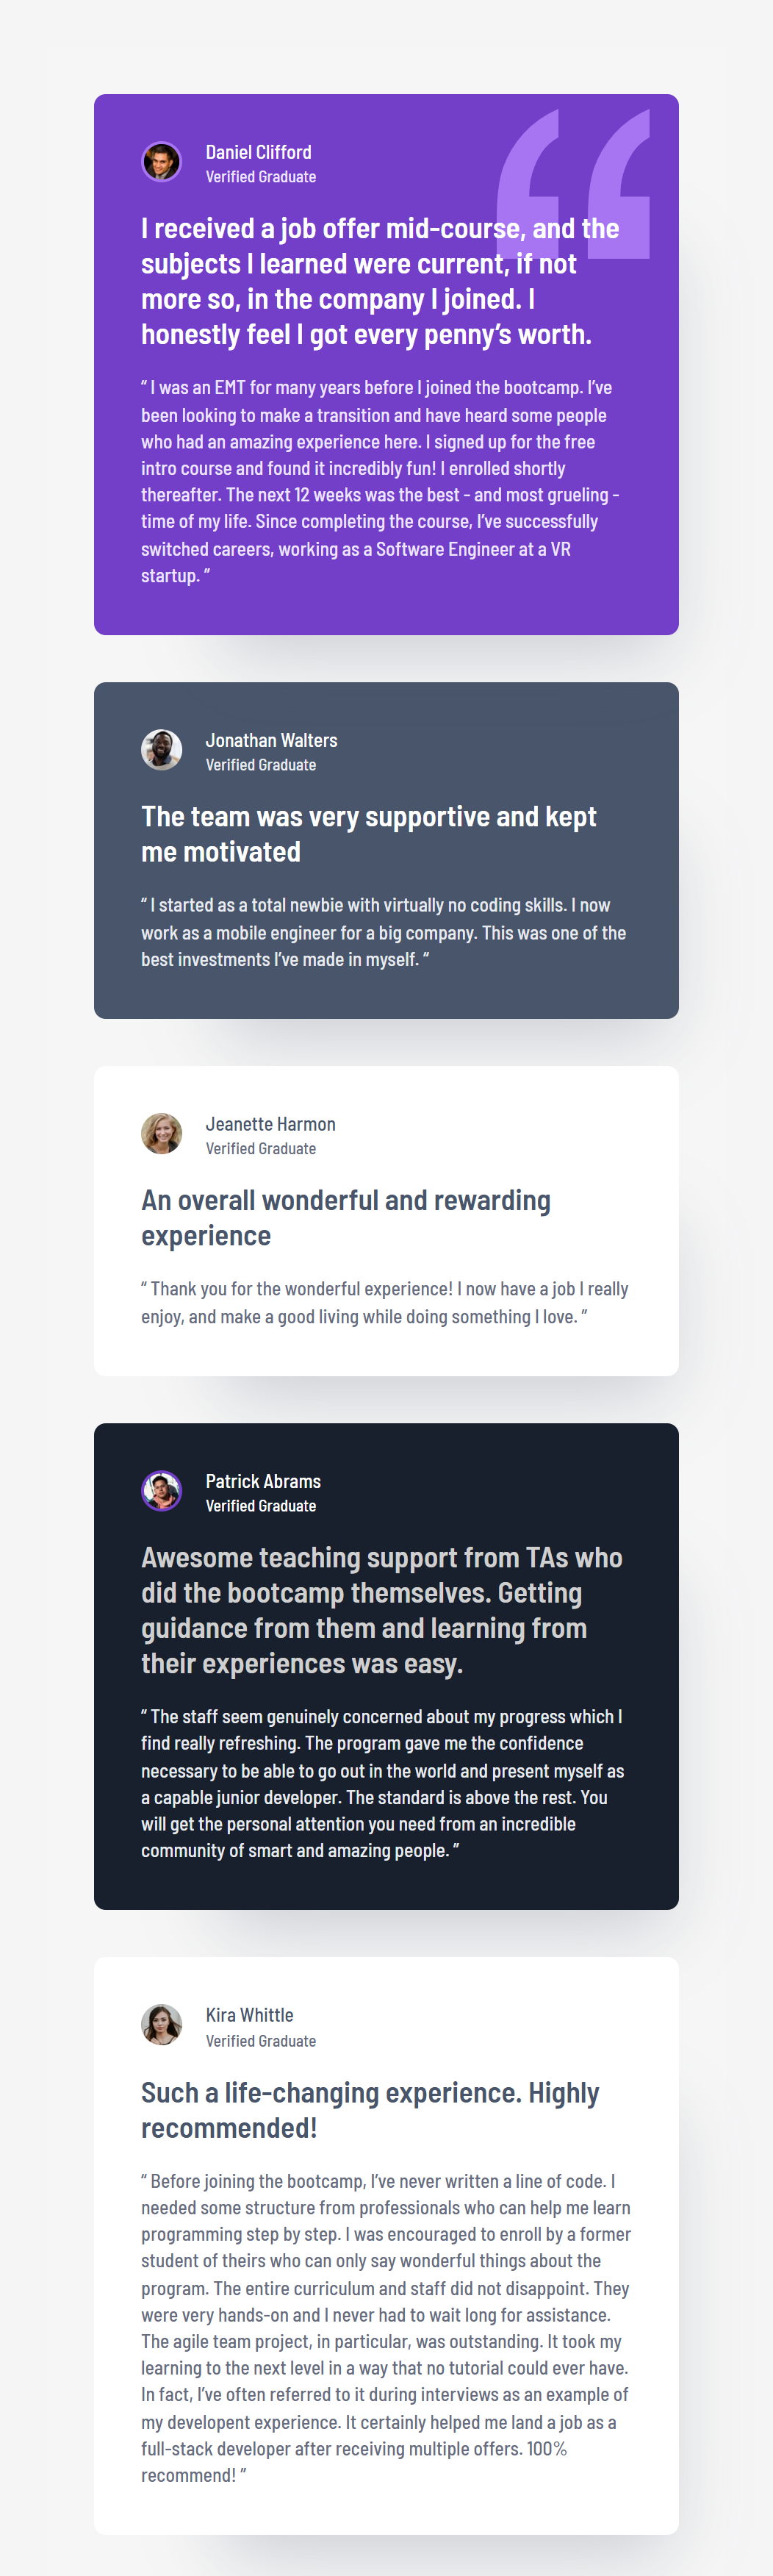 Daniel Clifford
Verified Graduate
I received a job offer mid-course, and the
subjects I learned were current, if not
more so, in the company I joined. I
honestly feel I got every penny’s worth.
“ I was an EMT for many years before I joined the bootcamp. I’ve
been looking to make a transition and have heard some people
who had an amazing experience here. I signed up for the free
intro course and found it incredibly fun! I enrolled shortly
thereafter. The next 12 weeks was the best - and most grueling -
time of my life. Since completing the course, I’ve successfully
switched careers, working as a Software Engineer at a VR
startup. ”
Jonathan Walters
Verified Graduate
The team was very supportive and kept
me motivated
“ I started as a total newbie with virtually no coding skills. I now
work as a mobile engineer for a big company. This was one of the
best investments I’ve made in myself. “
Jeanette Harmon
Verified Graduate
An overall wonderful and rewarding
experience
“ Thank you for the wonderful experience! I now have a job I really
enjoy, and make a good living while doing something I love. ”
Patrick Abrams
Verified Graduate
Awesome teaching support from TAs who
did the bootcamp themselves. Getting
guidance from them and learning from
their experiences was easy.
“ The staff seem genuinely concerned about my progress which I
find really refreshing. The program gave me the confidence
necessary to be able to go out in the world and present myself as
a capable junior developer. The standard is above the rest. You
will get the personal attention you need from an incredible
community of smart and amazing people. ”
Kira Whittle
Verified Graduate
Such a life-changing experience. Highly
recommended!
“ Before joining the bootcamp, I’ve never written a line of code. I
needed some structure from professionals who can help me learn
programming step by step. I was encouraged to enroll by a former
student of theirs who can only say wonderful things about the
program. The entire curriculum and staff did not disappoint. They
were very hands-on and I never had to wait long for assistance.
The agile team project, in particular, was outstanding. It took my
learning to the next level in a way that no tutorial could ever have.
In fact, I’ve often referred to it during interviews as an example of
my developent experience. It certainly helped me land a job as a
full-stack developer after receiving multiple offers. 100%
recommend! ”